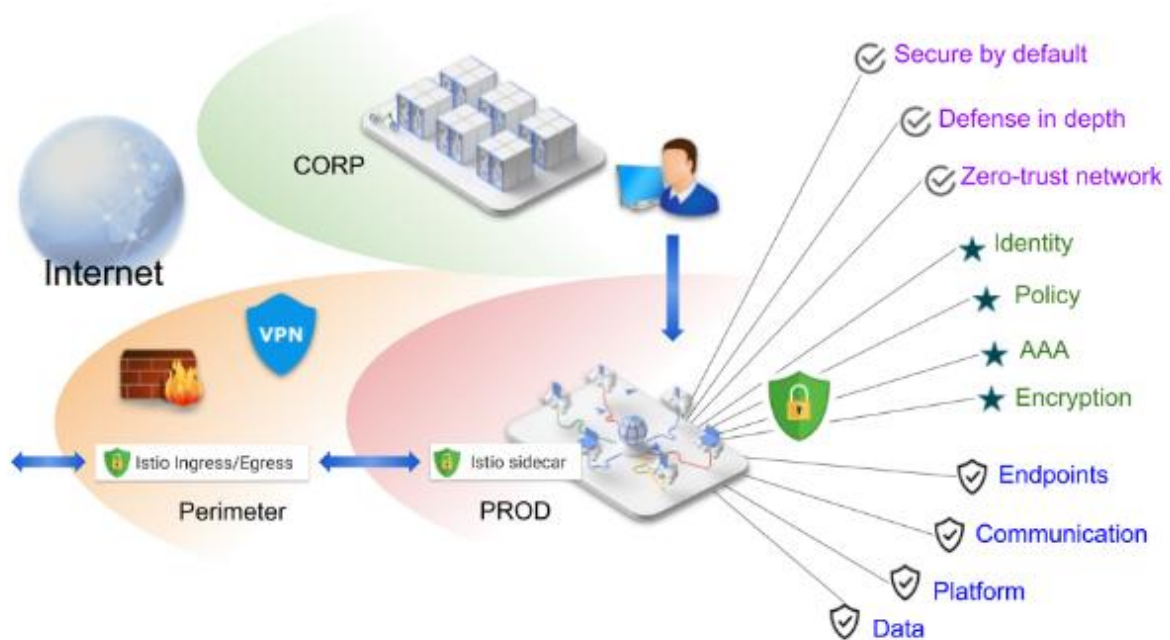 Secure by default
Defense in depth
CORP
Zero-trust network
Internet
Identity
Policy
VPN
AAA
Encryption
Istio Ingress/Egress
Istio sidecar
Endpoints
Perimeter
PROD
Communication
Platform
Data